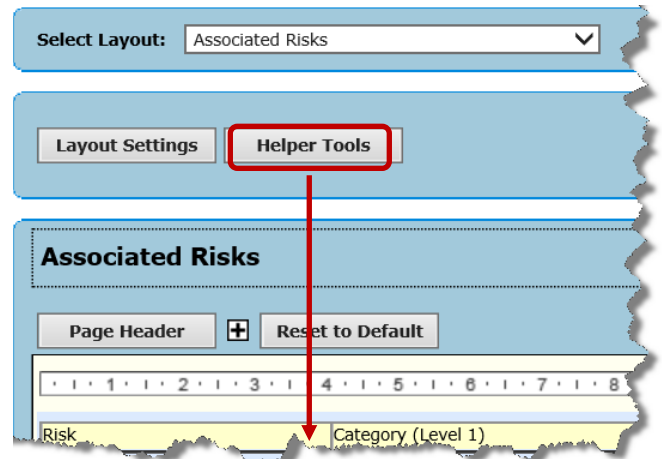 Select Layout: Associated Risks
Layout Settings Helper Tools
Associated Risks
Page Header Reset to Default
1 2 3 4 5 6 7 8
Risk Category (Level 1)